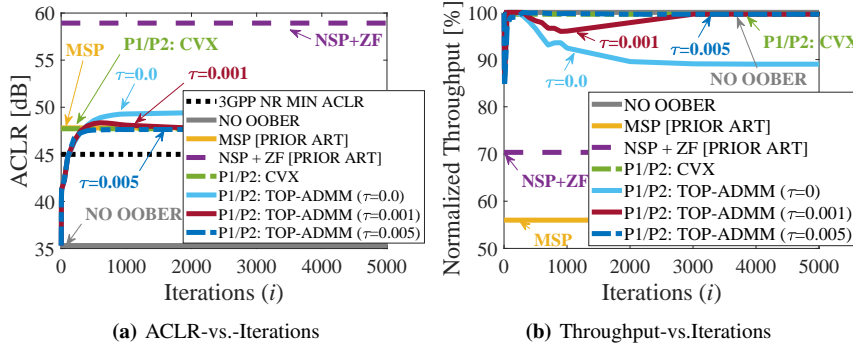 60
55
50
45
40
35
ACLR [dB]
MSP
P1/P2: CVX
NSP+ZF
τ=0.0
τ=0.001
τ=0.005
NO OOBER
3GPP NR MIN ACLR
NO OOBER
MSP [PRIOR ART]
NSP + ZF [PRIOR ART]
P1/P2: CVX
P1/P2: TOP-ADMM (τ=0.0)
P1/P2: TOP-ADMM (τ=0.001)
P1/P2: TOP-ADMM (τ=0.005)
0 1000 2000 3000 4000 5000
Iterations (i)
(a) ACLR-vs.-Iterations
100
90
80
70
60
50
Normalized Throughput [%]
τ=0.001
τ=0.005
P1/P2: CVX
τ=0.0
NO OOBER
NSP+ZF
MSP
NO OOBER
MSP [PRIOR ART]
NSP + ZF [PRIOR ART]
P1/P2: CVX
P1/P2: TOP-ADMM (τ=0)
P1/P2: TOP-ADMM (τ=0.001)
P1/P2: TOP-ADMM (τ=0.005)
0 1000 2000 3000 4000 5000
Iterations (i)
(b) Throughput-vs.Iterations